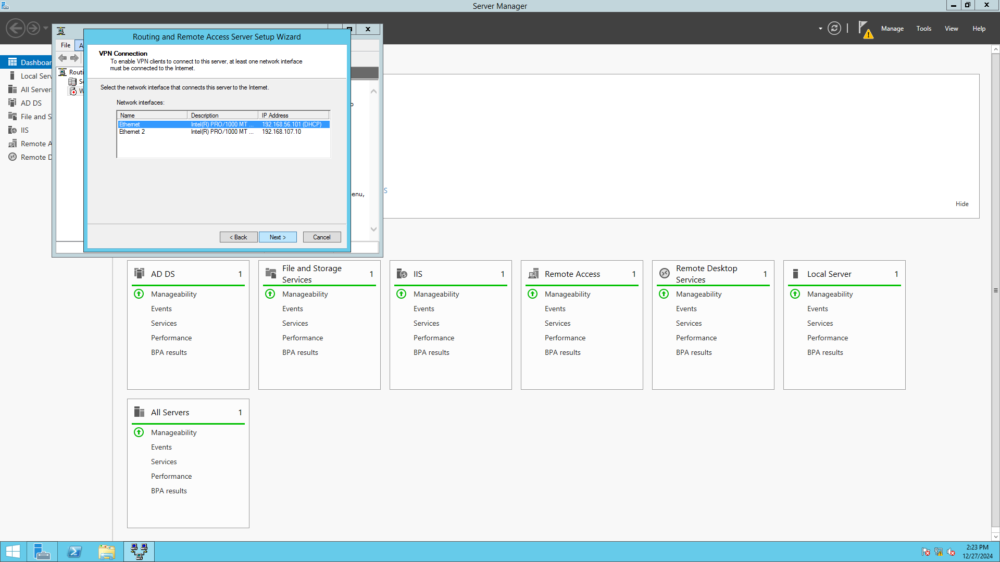 Server Manager
Manage
Tools
View
Help
File
Routing and Remote Access Server Setup Wizard
VPN Connection
To enable VPN clients to connect to this server, at least one network interface
must be connected to the Internet.
Select the network interface that connects this server to the Internet.
Network interfaces:
Name Description IP Address
Ethernet Intel(R) PRO/1000 MT ... 192.168.56.101 (DHCP)
Ethernet 2 Intel(R) PRO/1000 MT ... 192.168.107.10
enu,
< Back
Next >
Cancel
Routi
Dashboar
Local Serv
All Server
AD DS
File and S
IIS
Remote A
Remote D
Hide
AD DS 1
Manageability
Events
Services
Performance
BPA results
File and Storage
Services 1
Manageability
Events
Services
Performance
BPA results
IIS 1
Manageability
Events
Services
Performance
BPA results
Remote Access 1
Manageability
Events
Services
Performance
BPA results
Remote Desktop
Services 1
Manageability
Events
Services
Performance
BPA results
Local Server 1
Manageability
Events
Services
Performance
BPA results
All Servers 1
Manageability
Events
Services
Performance
BPA results
2:23 PM
12/27/2024